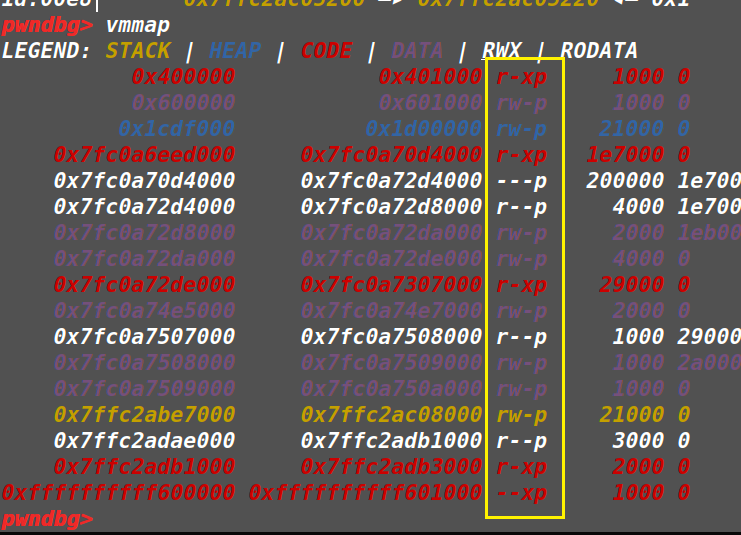 0x7ffc2ac05200 —▸ 0x7ffc2ac05220 ◂— 0x1
pwndbg> vmmap
LEGEND: STACK | HEAP | CODE | DATA | RWX | RODATA
0x400000 0x401000 r-xp 1000 0
0x600000 0x601000 rw-p 1000 0
0x1cdf000 0x1d00000 rw-p 21000 0
0x7fc0a6eed000 0x7fc0a70d4000 r-xp 1e7000 0
0x7fc0a70d4000 0x7fc0a72d4000 ---p 200000 1e700
0x7fc0a72d4000 0x7fc0a72d8000 r--p 4000 1e700
0x7fc0a72d8000 0x7fc0a72da000 rw-p 2000 1eb00
0x7fc0a72da000 0x7fc0a72de000 rw-p 4000 0
0x7fc0a72de000 0x7fc0a7307000 r-xp 29000 0
0x7fc0a74e5000 0x7fc0a74e7000 rw-p 2000 0
0x7fc0a7507000 0x7fc0a7508000 r--p 1000 29000
0x7fc0a7508000 0x7fc0a7509000 rw-p 1000 2a000
0x7fc0a7509000 0x7fc0a750a000 rw-p 1000 0
0x7ffc2abe7000 0x7ffc2ac08000 rw-p 21000 0
0x7ffc2adae000 0x7ffc2adb1000 r--p 3000 0
0x7ffc2adb1000 0x7ffc2adb3000 r-xp 2000 0
0xffffffffff600000 0xffffffffff601000 --xp 1000 0
pwndbg>